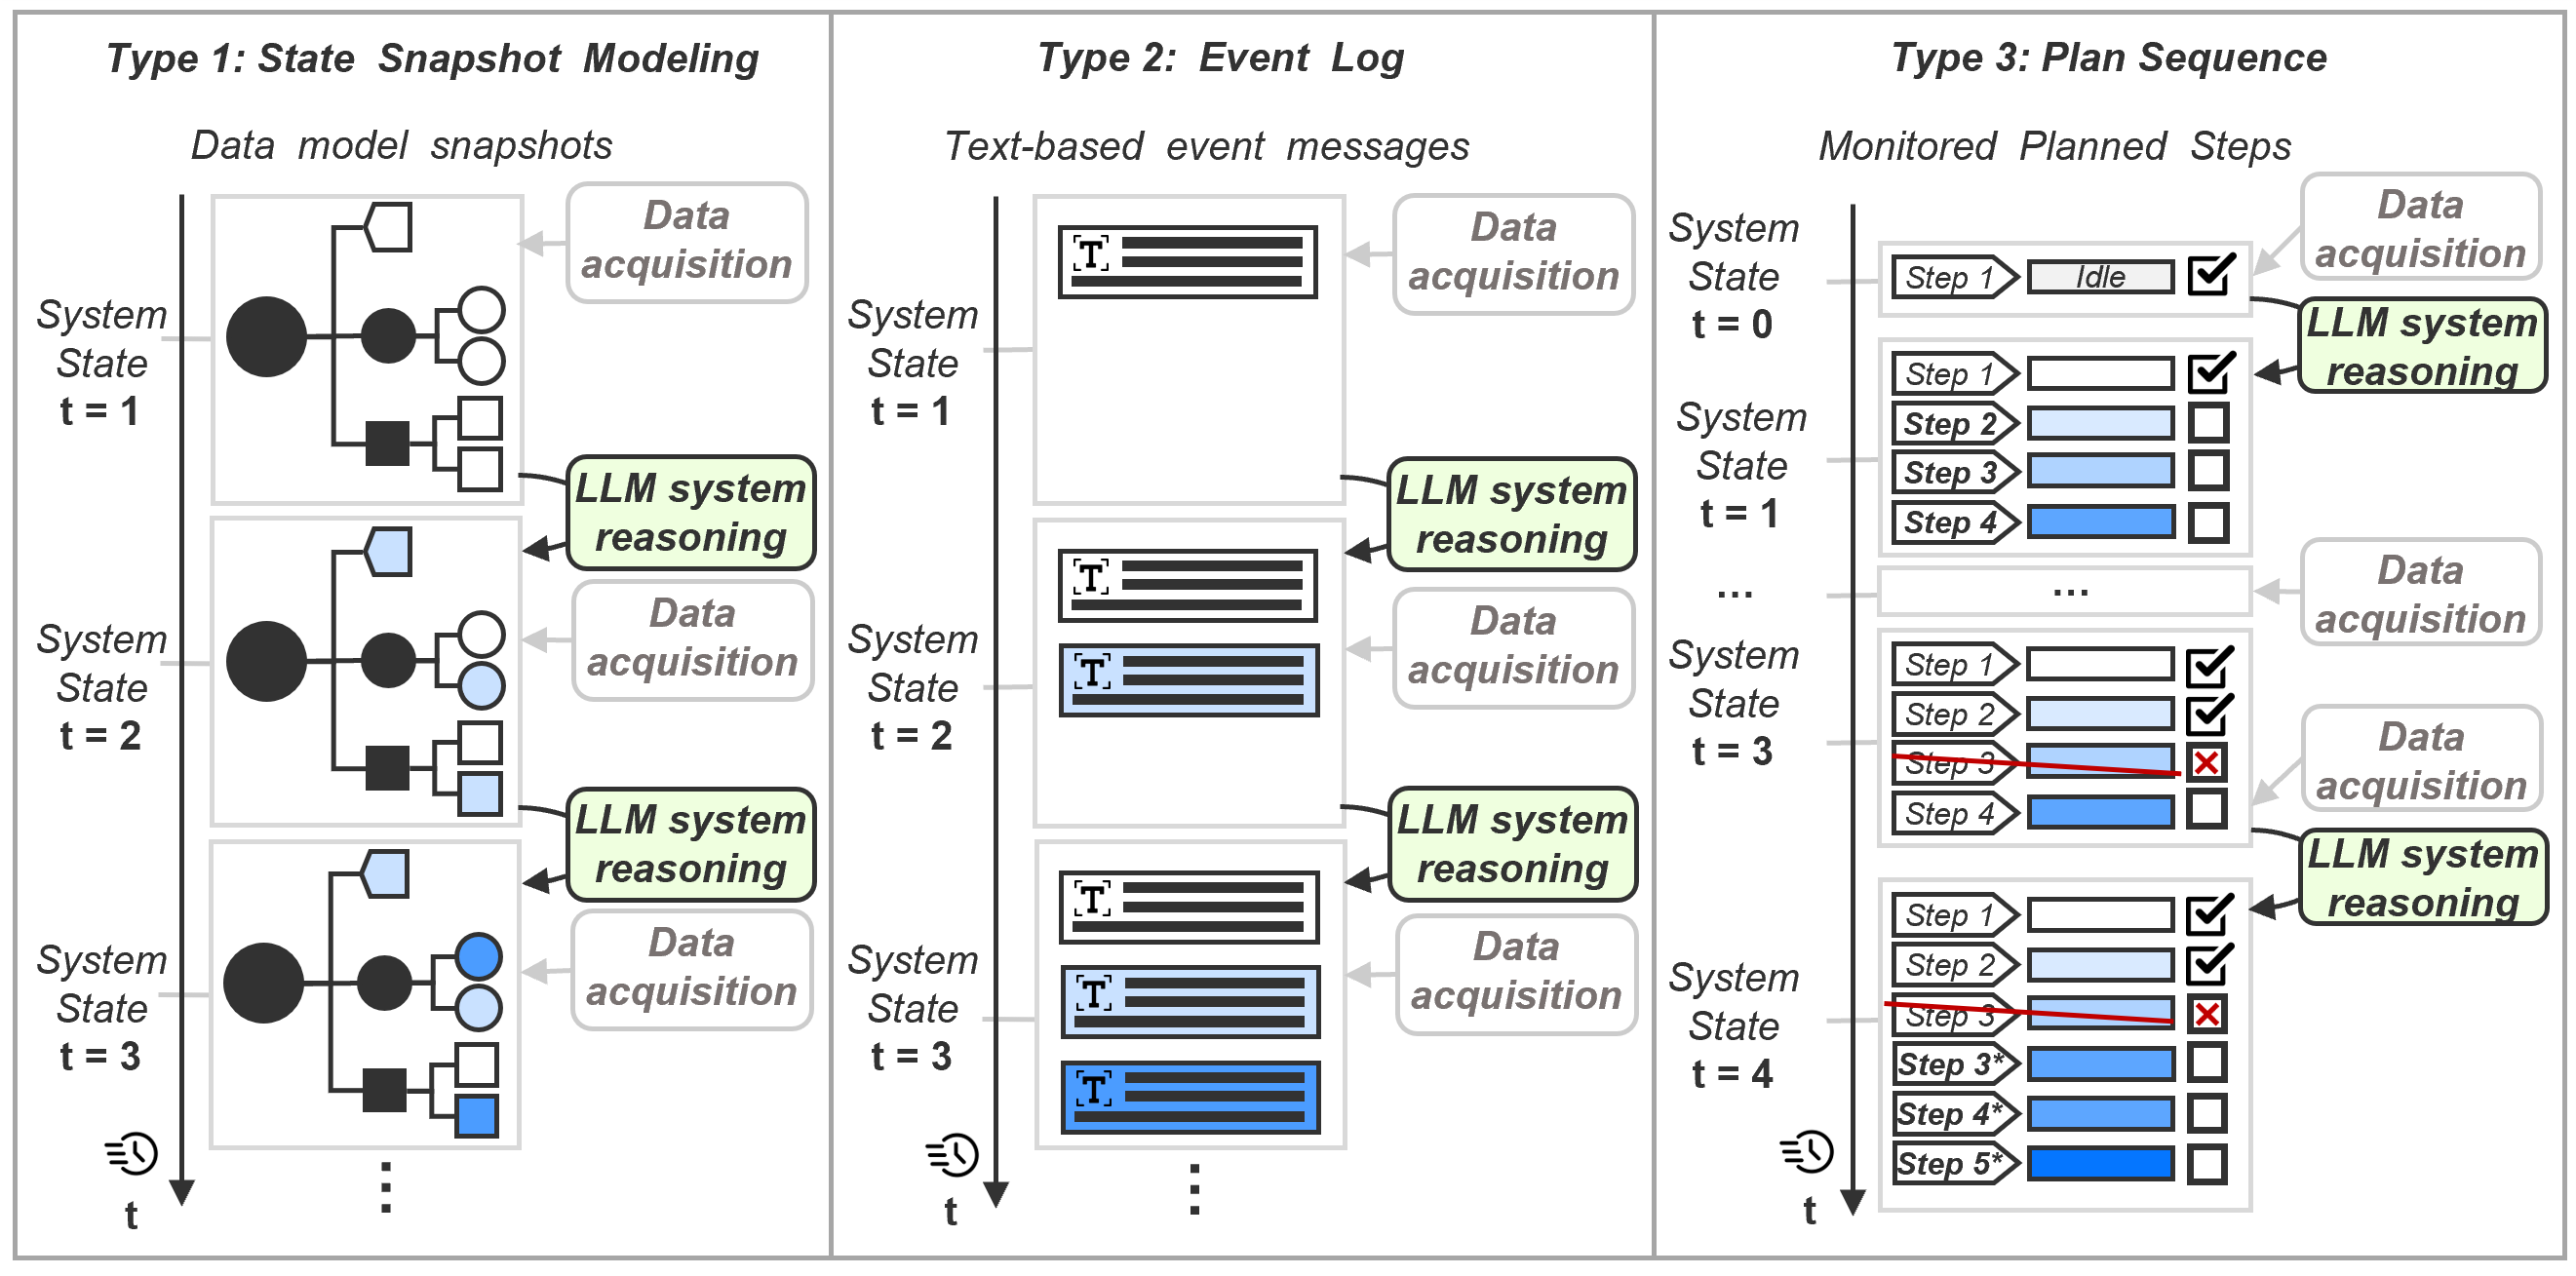 Type 1: State Snapshot Modeling
Data model snapshots
Data
acquisition
System
State
t = 1
LLM system
reasoning
Data
acquisition
System
State
t = 2
LLM system
reasoning
Data
acquisition
System
State
t = 3
t
Type 2: Event Log
Text-based event messages
T
Data
acquisition
System
State
t = 1
LLM system
reasoning
T
T
Data
acquisition
System
State
t = 2
LLM system
reasoning
T
T
T
Data
acquisition
System
State
t = 3
t
Type 3: Plan Sequence
Monitored Planned Steps
Data
acquisition
System
State
t = 0
Step 1 Idle
LLM system
reasoning
System
State
t = 1
Step 1
Step 2
Step 3
Step 4
... ...
Data
acquisition
System
State
t = 3
Step 1
Step 2
Step 3
Step 4
Data
acquisition
LLM system
reasoning
System
State
t = 4
Step 1
Step 2
Step 3
Step 3*
Step 4*
Step 5*
t